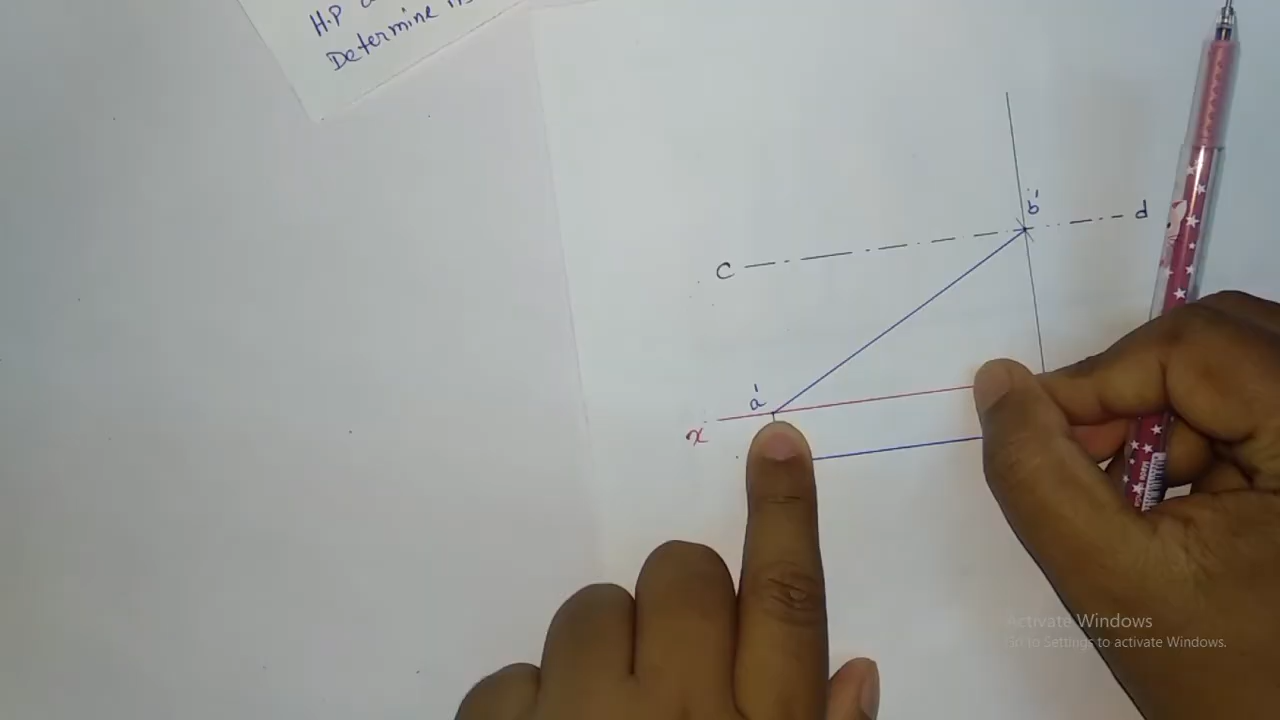 H.P
Determine
b'
d
C
a'
x
Activate Windows
Go to Settings to activate Windows.